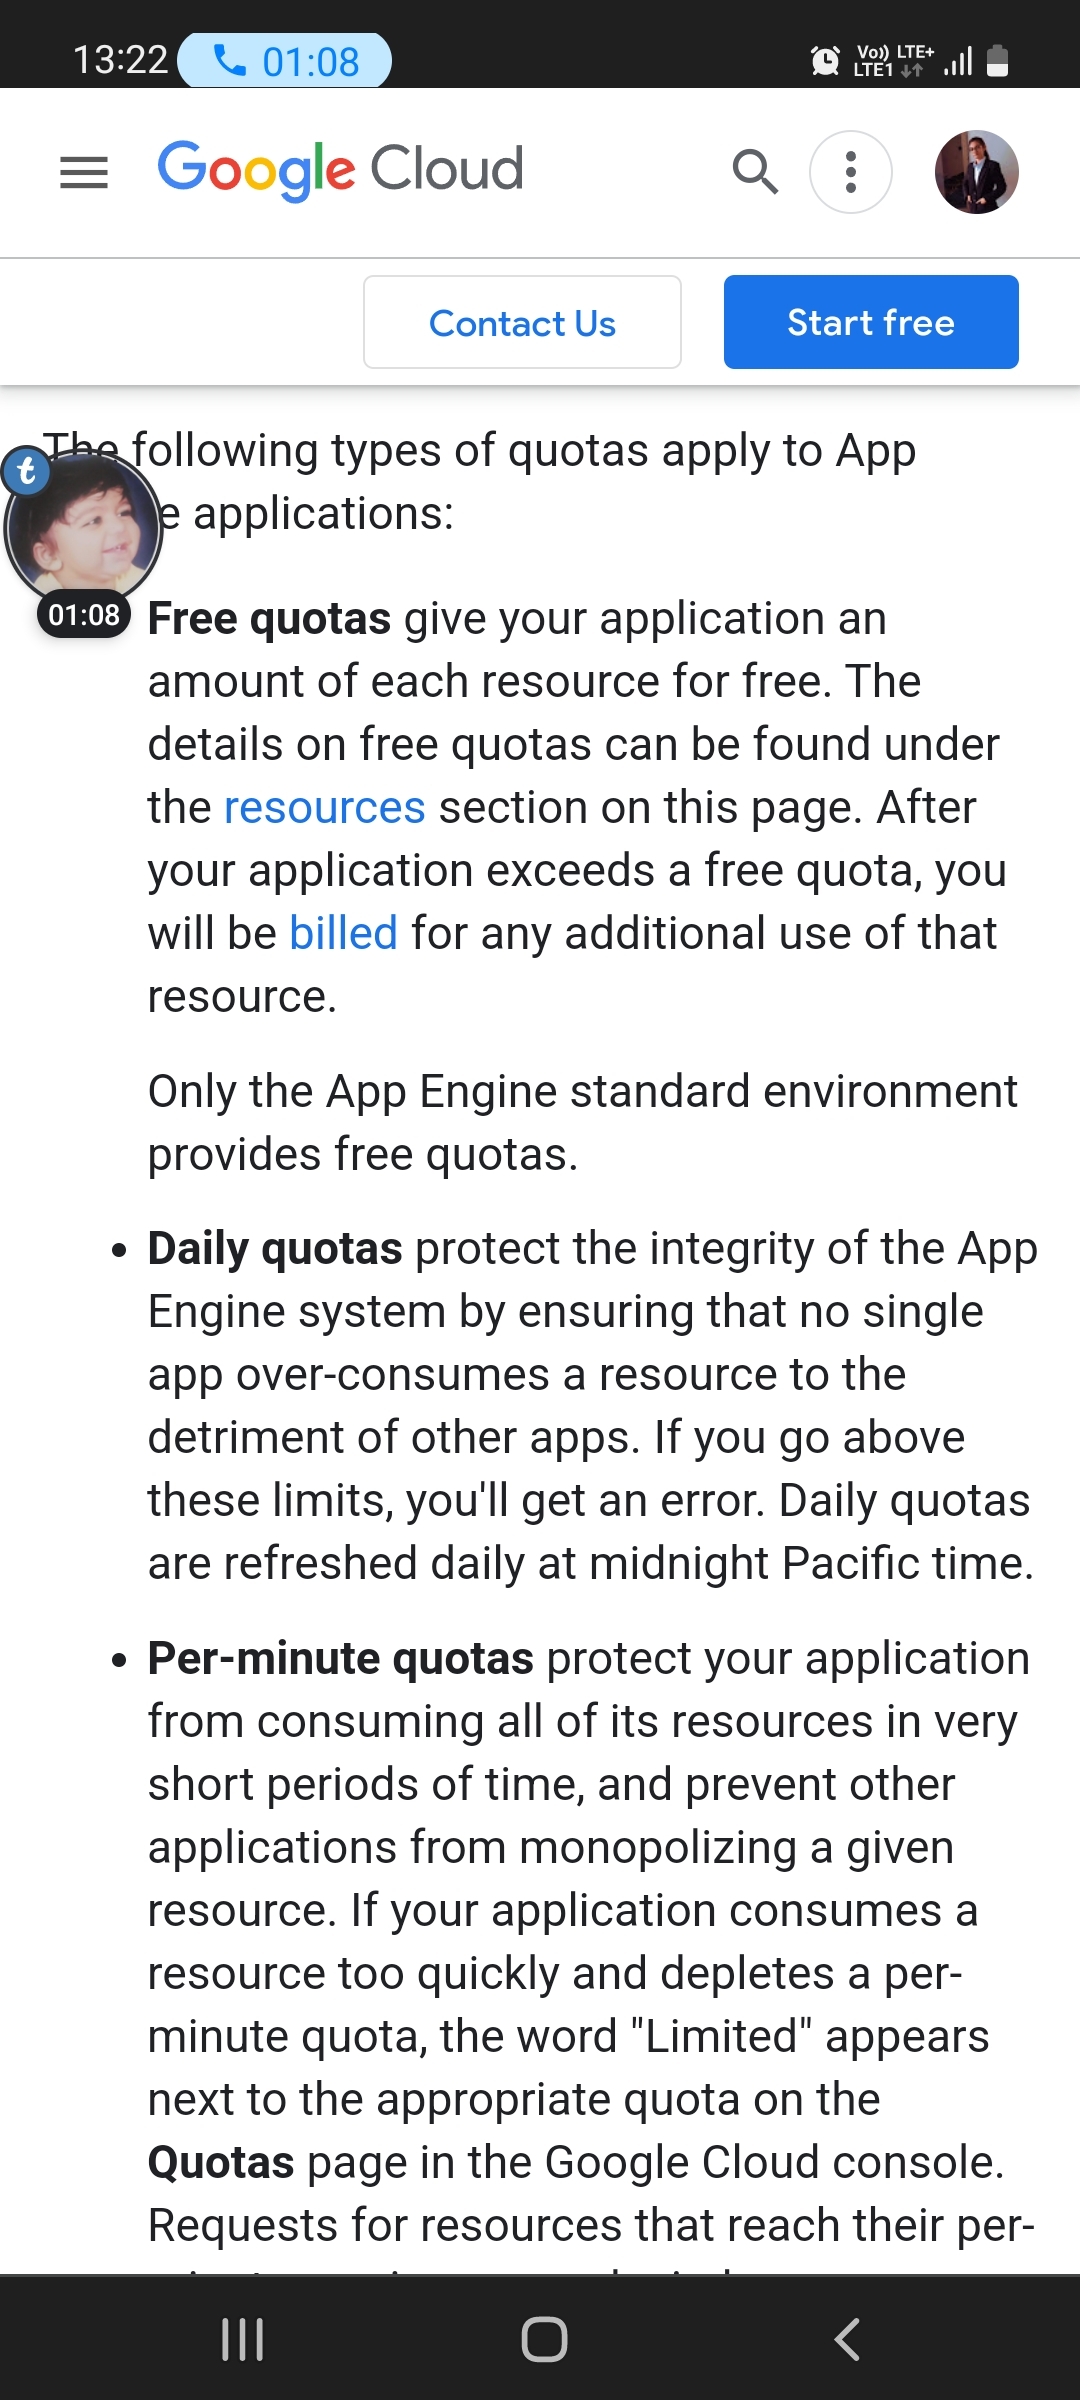 13:22 01:08 Vo)) LTE+ LTE1
Google Cloud
Contact Us Start free
The following types of quotas apply to App
e applications:
t
01:08
Free quotas give your application an
amount of each resource for free. The
details on free quotas can be found under
the resources section on this page. After
your application exceeds a free quota, you
will be billed for any additional use of that
resource.
Only the App Engine standard environment
provides free quotas.
• Daily quotas protect the integrity of the App
Engine system by ensuring that no single
app over-consumes a resource to the
detriment of other apps. If you go above
these limits, you'll get an error. Daily quotas
are refreshed daily at midnight Pacific time.
• Per-minute quotas protect your application
from consuming all of its resources in very
short periods of time, and prevent other
applications from monopolizing a given
resource. If your application consumes a
resource too quickly and depletes a per-
minute quota, the word "Limited" appears
next to the appropriate quota on the
Quotas page in the Google Cloud console.
Requests for resources that reach their per-